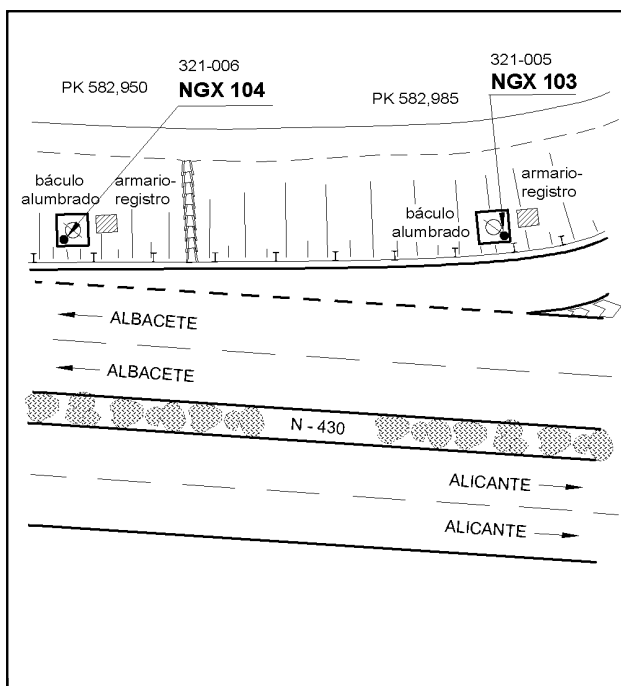 321-006
NGX 104
PK 582,950
321-005
NGX 103
PK 582,985
báculo
alumbrado
armario-
registro
báculo
alumbrado
armario-
registro
ALBACETE
ALBACETE
N - 430
ALICANTE
ALICANTE